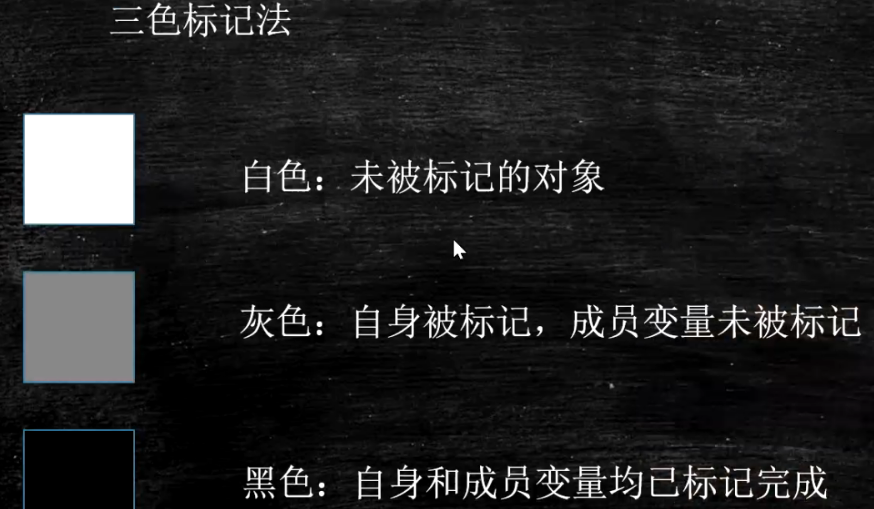 三色标记法
白色：未被标记的对象
灰色：自身被标记，成员变量未被标记
黑色：自身和成员变量均已标记完成